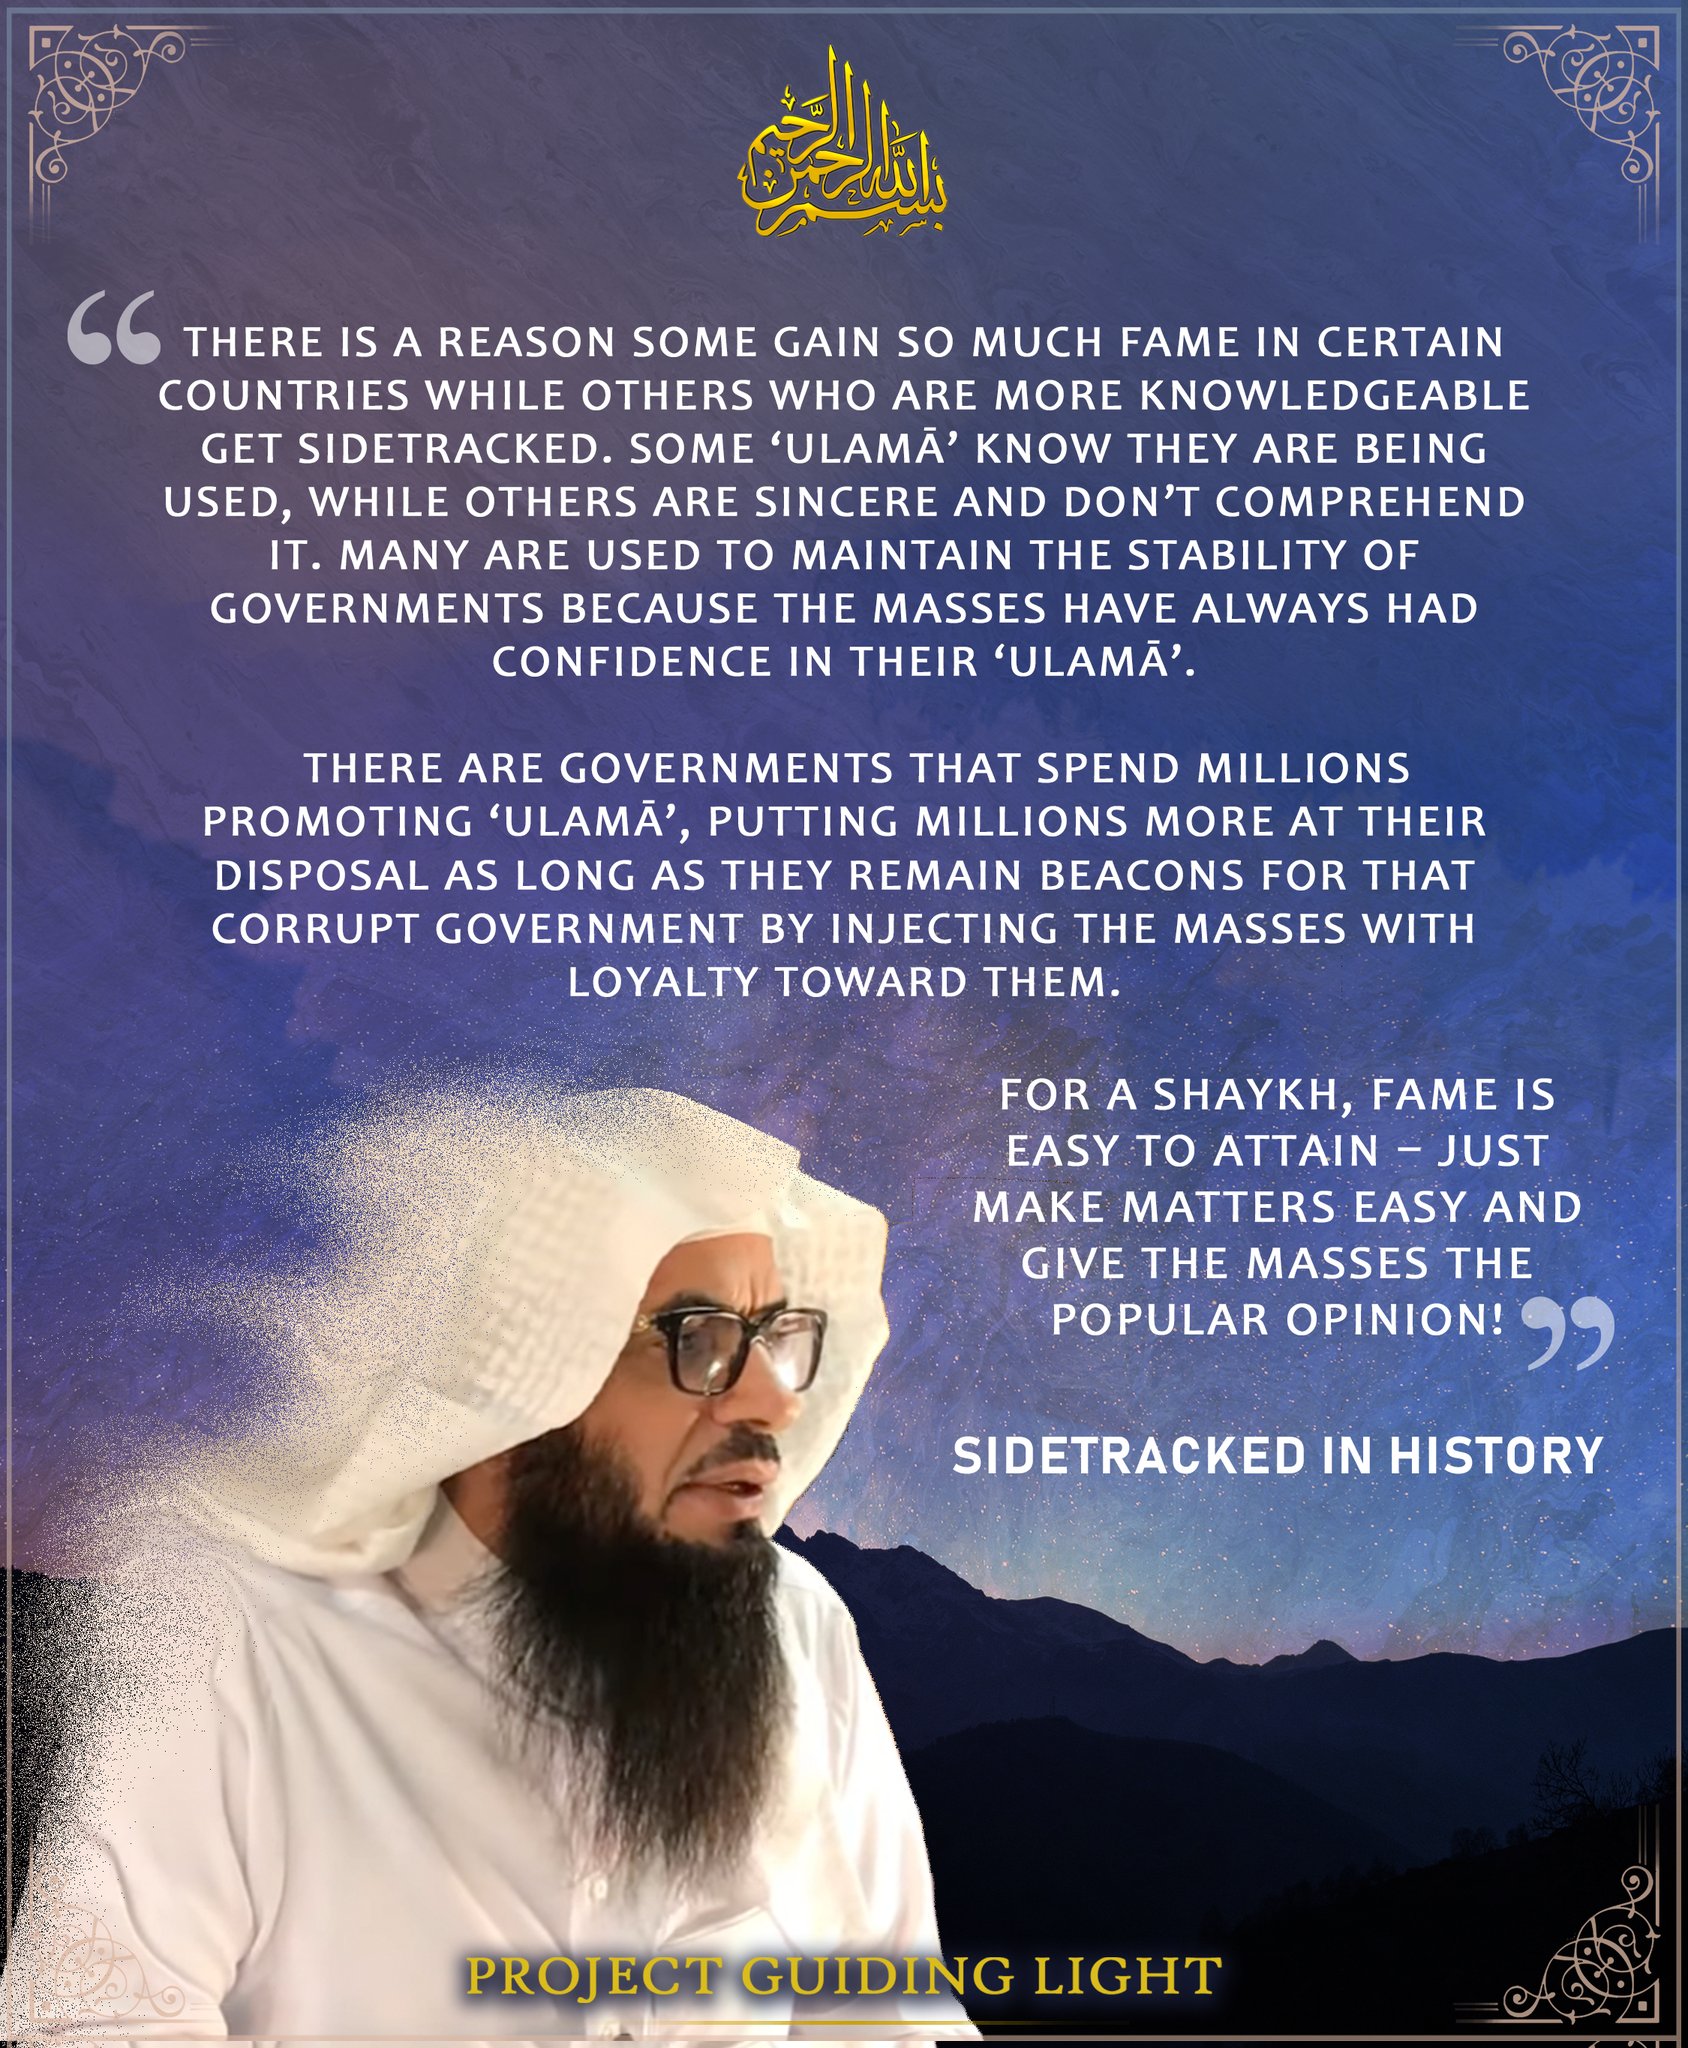 بسم الله الرحمن الرحيم
“ THERE IS A REASON SOME GAIN SO MUCH FAME IN CERTAIN
COUNTRIES WHILE OTHERS WHO ARE MORE KNOWLEDGEABLE
GET SIDETRACKED. SOME ‘ULAMĀ’ KNOW THEY ARE BEING
USED, WHILE OTHERS ARE SINCERE AND DON’T COMPREHEND
IT. MANY ARE USED TO MAINTAIN THE STABILITY OF
GOVERNMENTS BECAUSE THE MASSES HAVE ALWAYS HAD
CONFIDENCE IN THEIR ‘ULAMĀ’.
THERE ARE GOVERNMENTS THAT SPEND MILLIONS
PROMOTING ‘ULAMĀ’, PUTTING MILLIONS MORE AT THEIR
DISPOSAL AS LONG AS THEY REMAIN BEACONS FOR THAT
CORRUPT GOVERNMENT BY INJECTING THE MASSES WITH
LOYALTY TOWARD THEM.
FOR A SHAYKH, FAME IS
EASY TO ATTAIN – JUST
MAKE MATTERS EASY AND
GIVE THE MASSES THE
POPULAR OPINION! ”
SIDETRACKED IN HISTORY
PROJECT GUIDING LIGHT